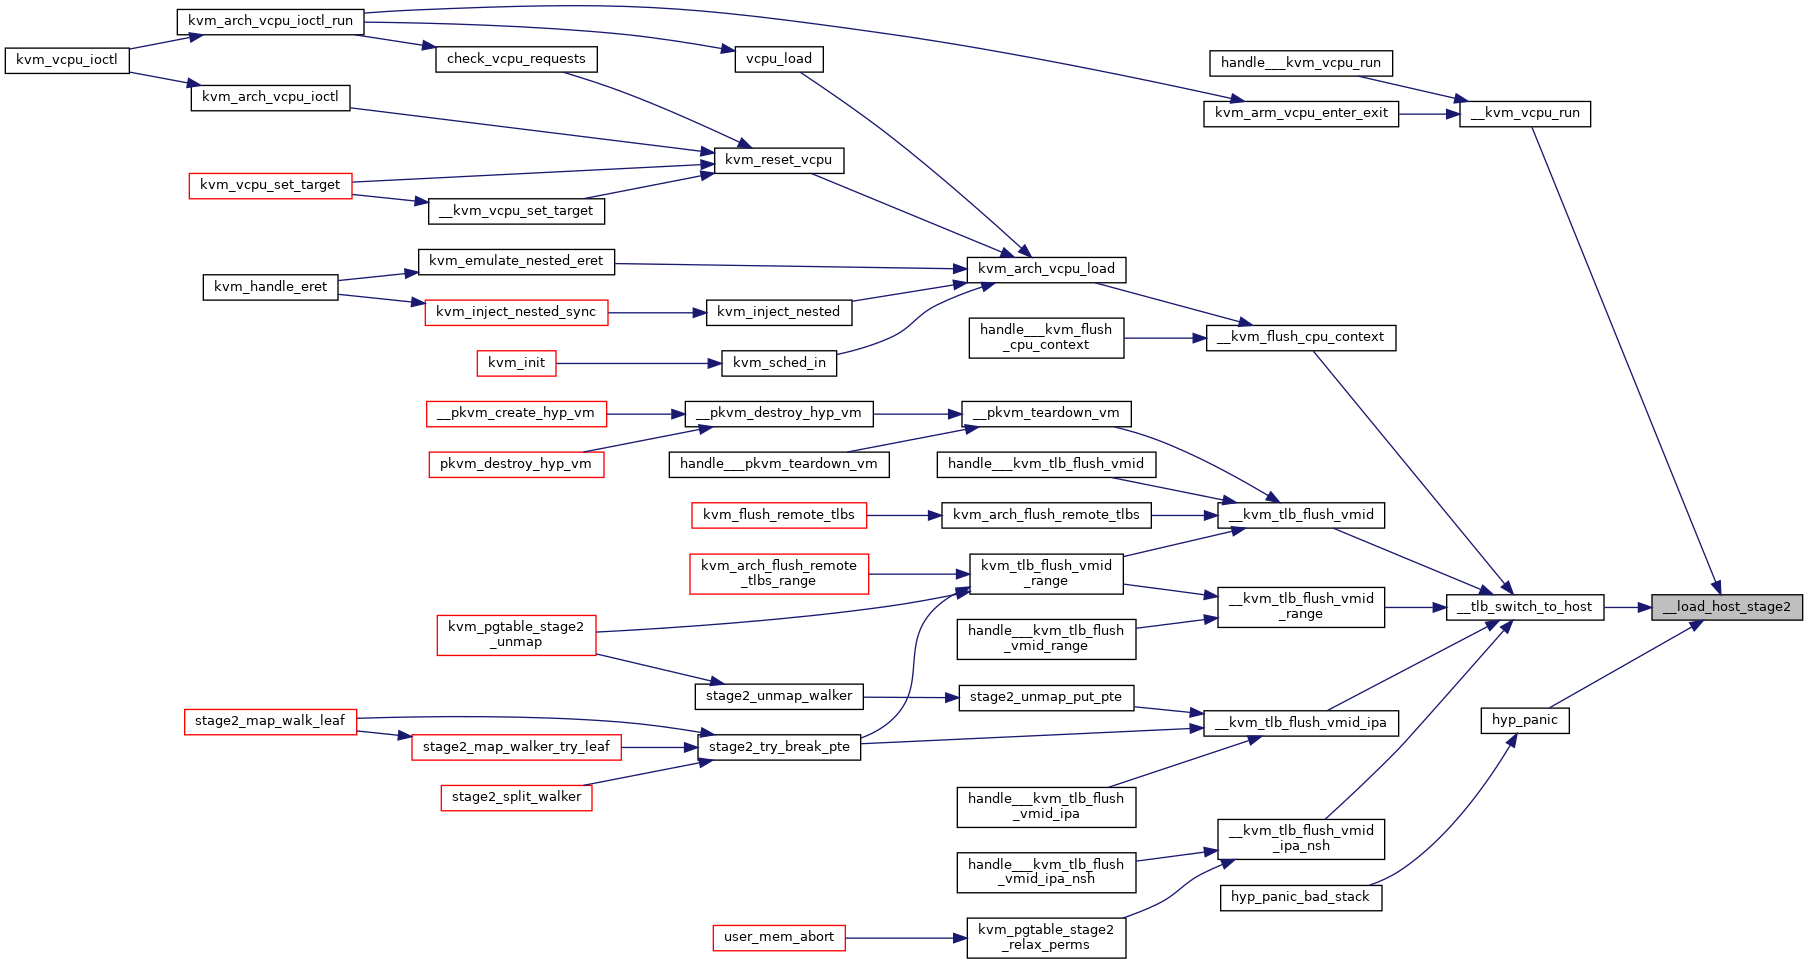 kvm_arch_vcpu_ioctl_run
kvm_vcpu_ioctl
check_vcpu_requests
vcpu_load
handle___kvm_vcpu_run
kvm_arch_vcpu_ioctl
kvm_arm_vcpu_enter_exit
__kvm_vcpu_run
kvm_reset_vcpu
kvm_vcpu_set_target
__kvm_vcpu_set_target
kvm_emulate_nested_eret
kvm_arch_vcpu_load
kvm_handle_eret
kvm_inject_nested_sync
kvm_inject_nested
handle___kvm_flush
_cpu_context
__kvm_flush_cpu_context
kvm_init
kvm_sched_in
__pkvm_create_hyp_vm
__pkvm_destroy_hyp_vm
__pkvm_teardown_vm
pkvm_destroy_hyp_vm
handle___pkvm_teardown_vm
handle___kvm_tlb_flush_vmid
kvm_flush_remote_tlbs
kvm_arch_flush_remote_tlbs
__kvm_tlb_flush_vmid
kvm_arch_flush_remote
_tlbs_range
kvm_tlb_flush_vmid
_range
__kvm_tlb_flush_vmid
_range
__tlb_switch_to_host
__load_host_stage2
kvm_pgtable_stage2
_unmap
handle___kvm_tlb_flush
_vmid_range
stage2_unmap_walker
stage2_unmap_put_pte
stage2_map_walk_leaf
__kvm_tlb_flush_vmid_ipa
hyp_panic
stage2_map_walker_try_leaf
stage2_try_break_pte
stage2_split_walker
handle___kvm_tlb_flush
_vmid_ipa
__kvm_tlb_flush_vmid
_ipa_nsh
handle___kvm_tlb_flush
_vmid_ipa_nsh
hyp_panic_bad_stack
user_mem_abort
kvm_pgtable_stage2
_relax_perms